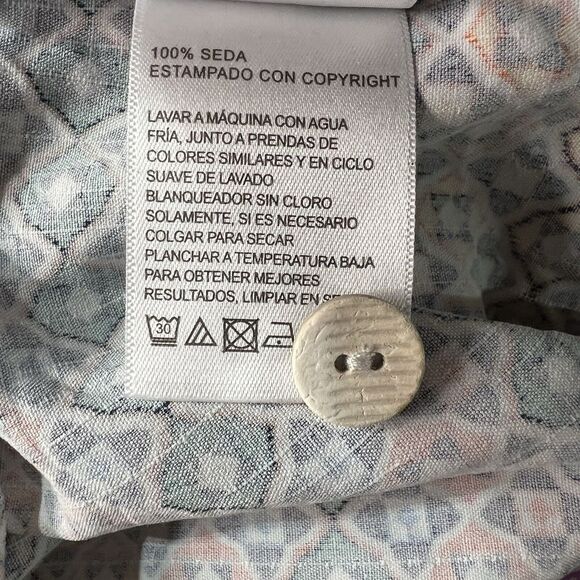 100% SEDA
ESTAMPADO CON COPYRIGHT
LAVAR A MÁQUINA CON AGUA
FRÍA, JUNTO A PRENDAS DE
COLORES SIMILARES Y EN CICLO
SUAVE DE LAVADO
BLANQUEADOR SIN CLORO
SOLAMENTE, SI ES NECESARIO
COLGAR PARA SECAR
PLANCHAR A TEMPERATURA BAJA
PARA OBTENER MEJORES
RESULTADOS, LIMPIAR EN
30